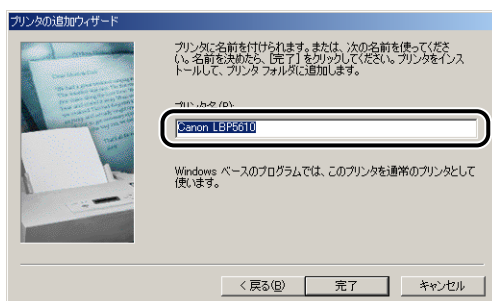 プリンタの追加ウィザード
プリンタに名前を付けられます。または、次の名前を使ってくださ
い。名前を決めたら、[完了] をクリックしてください。プリンタをインス
トールして、プリンタ フォルダに追加します。
プリンタ名(P):
Canon LBP5610
Windows ベースのプログラムでは、このプリンタを通常のプリンタとして
使います。
< 戻る(B)
完了
キャンセル